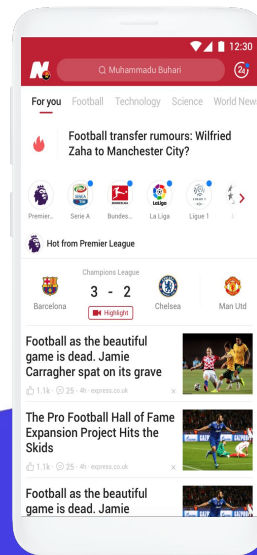 12:30
N
Muhammadu Buhari
24
For you Football Technology Science World New
Football transfer rumours: Wilfried
Zaha to Manchester City?
Premier.. Serie A Bundes.. La Liga Ligue 1
Hot from Premier League
Champions League
3 - 2
Barcelona Chelsea Man Utd
Highlight
Football as the beautiful
game is dead. Jamie
Carragher spat on its grave
1.1k · 25 · 4h · express.co.uk ×
The Pro Football Hall of Fame
Expansion Project Hits the
Skids
1.1k · 25 · 4h · express.co.uk ×
Football as the beautiful
game is dead. Jamie